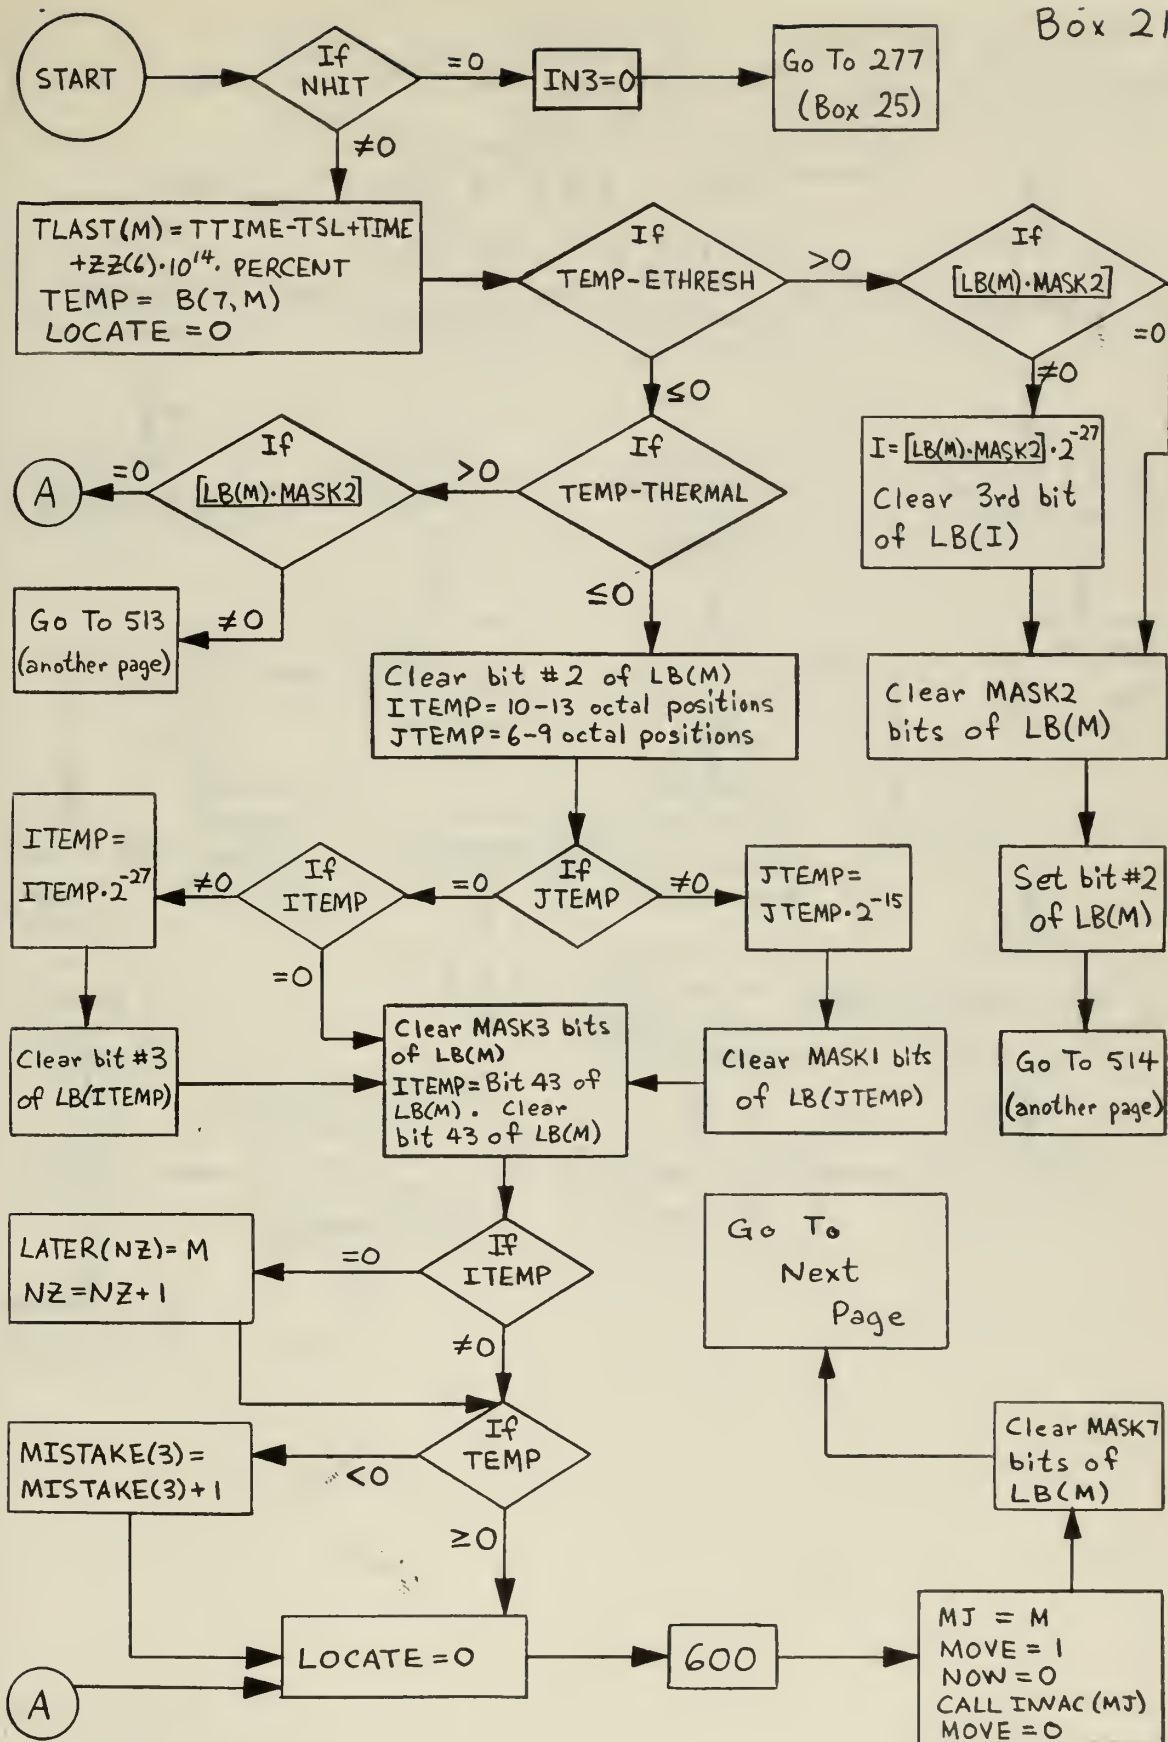 Box 21
START
If
NHIT
=0
IN3=0
Go To 277
(Box 25)
≠0
TLAST(M)=TTIME-TSL+TIME
+ZZ(6)·10¹⁴· PERCENT
TEMP= B(7,M)
LOCATE =0
If
TEMP-ETHRESH
>0
If
[LB(M)·MASK2]
=0
≤0
≠0
A
=0
If
[LB(M)·MASK2]
>0
If
TEMP-THERMAL
I=[LB(M)·MASK2]·2⁻²⁷
Clear 3rd bit
of LB(I)
≠0
≤0
Go To 513
(another page)
Clear bit #2 of LB(M)
ITEMP=10-13 octal positions
JTEMP=6-9 octal positions
Clear MASK2
bits of LB(M)
ITEMP=
ITEMP·2⁻²⁷
≠0
If
ITEMP
=0
If
JTEMP
≠0
JTEMP=
JTEMP·2⁻¹⁵
Set bit #2
of LB(M)
=0
Clear bit #3
of LB(ITEMP)
Clear MASK3 bits
of LB(M)
ITEMP=Bit 43 of
LB(M). Clear
bit 43 of LB(M)
Clear MASK1 bits
of LB(JTEMP)
Go To 514
(another page)
LATER(NZ)=M
NZ=NZ+1
=0
If
ITEMP
Go To
Next
Page
≠0
MISTAKE(3)=
MISTAKE(3)+1
<0
If
TEMP
Clear MASK7
bits of
LB(M)
≥0
LOCATE =0
600
MJ = M
MOVE = 1
NOW =0
CALL INVAC(MJ)
MOVE =0
A